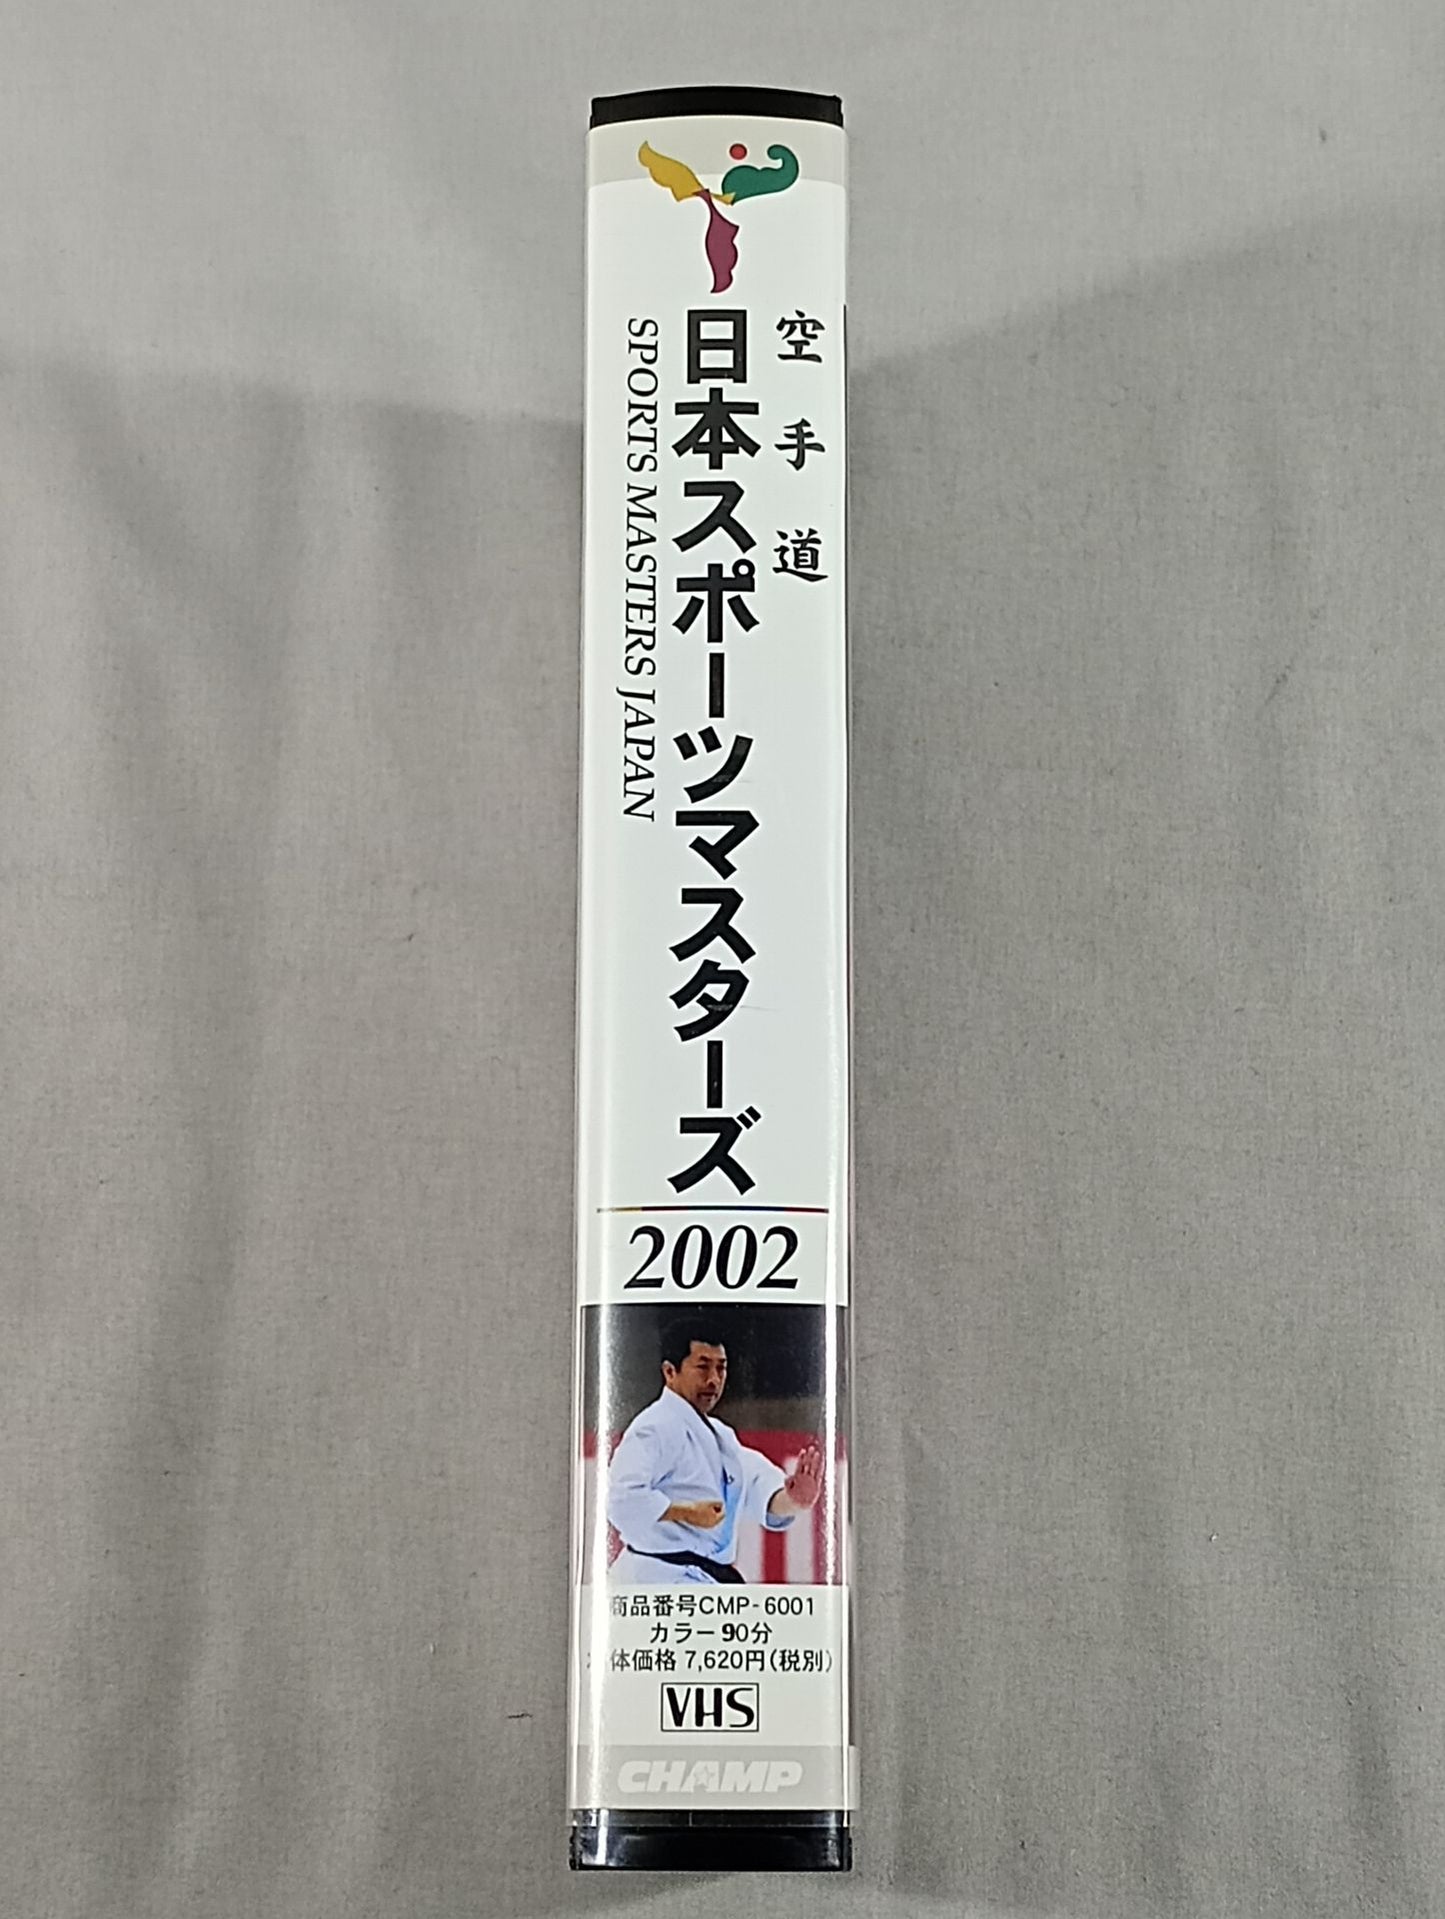 空手道
日本スポーツマスターズ
SPORTS MASTERS JAPAN
2002
商品番号CMP-6001
カラー90分
体価格 7,620円(税別)
VHS
CHAMP